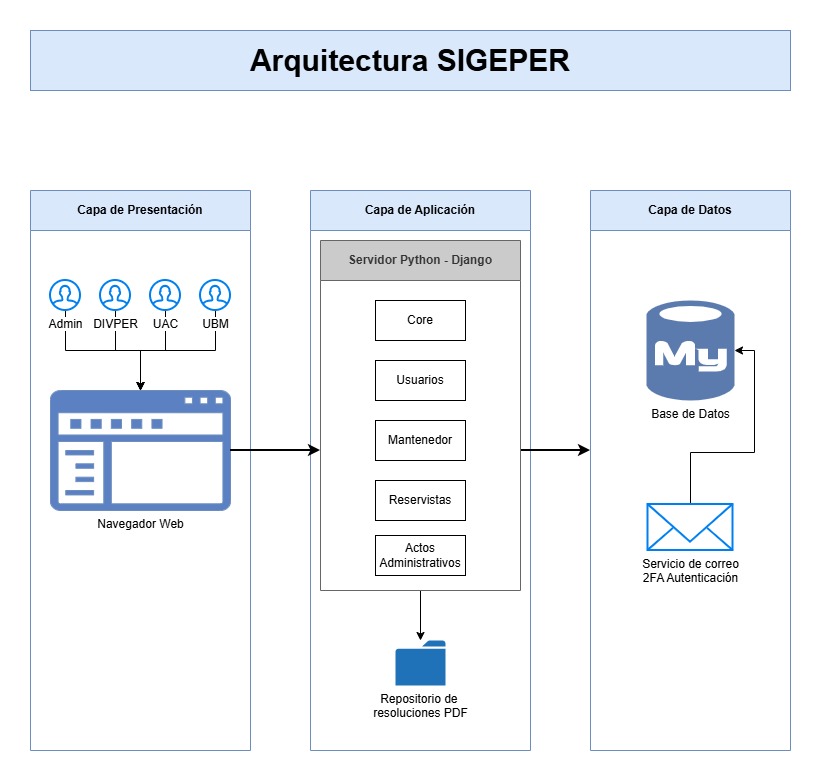 Arquitectura SIGEPER
Capa de Presentación
Admin
DIVPER
UAC
UBM
Navegador Web
Capa de Aplicación
Servidor Python - Django
Core
Usuarios
Mantenedor
Reservistas
Actos
Administrativos
Repositorio de
resoluciones PDF
Capa de Datos
My
Base de Datos
Servicio de correo
2FA Autenticación